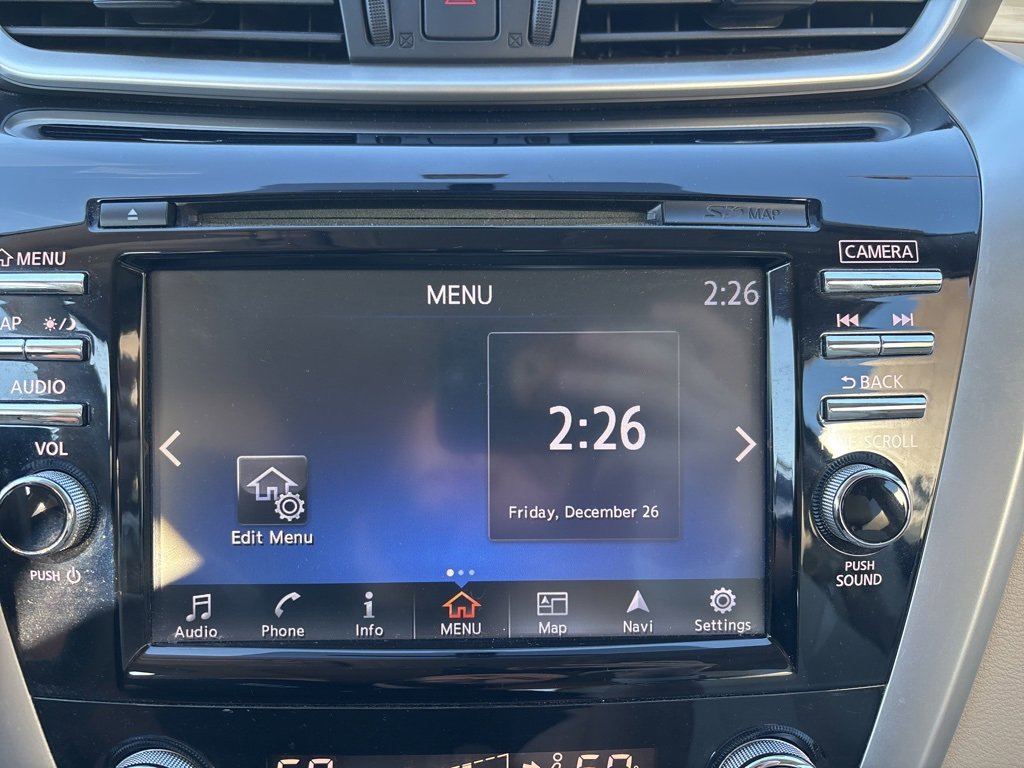 SD MAP
MENU
CAMERA
MENU 2:26
AUDIO
BACK
2:26
VOL
SCROLL
Friday, December 26
Edit Menu
PUSH
PUSH
SOUND
Audio Phone Info MENU Map Navi Settings